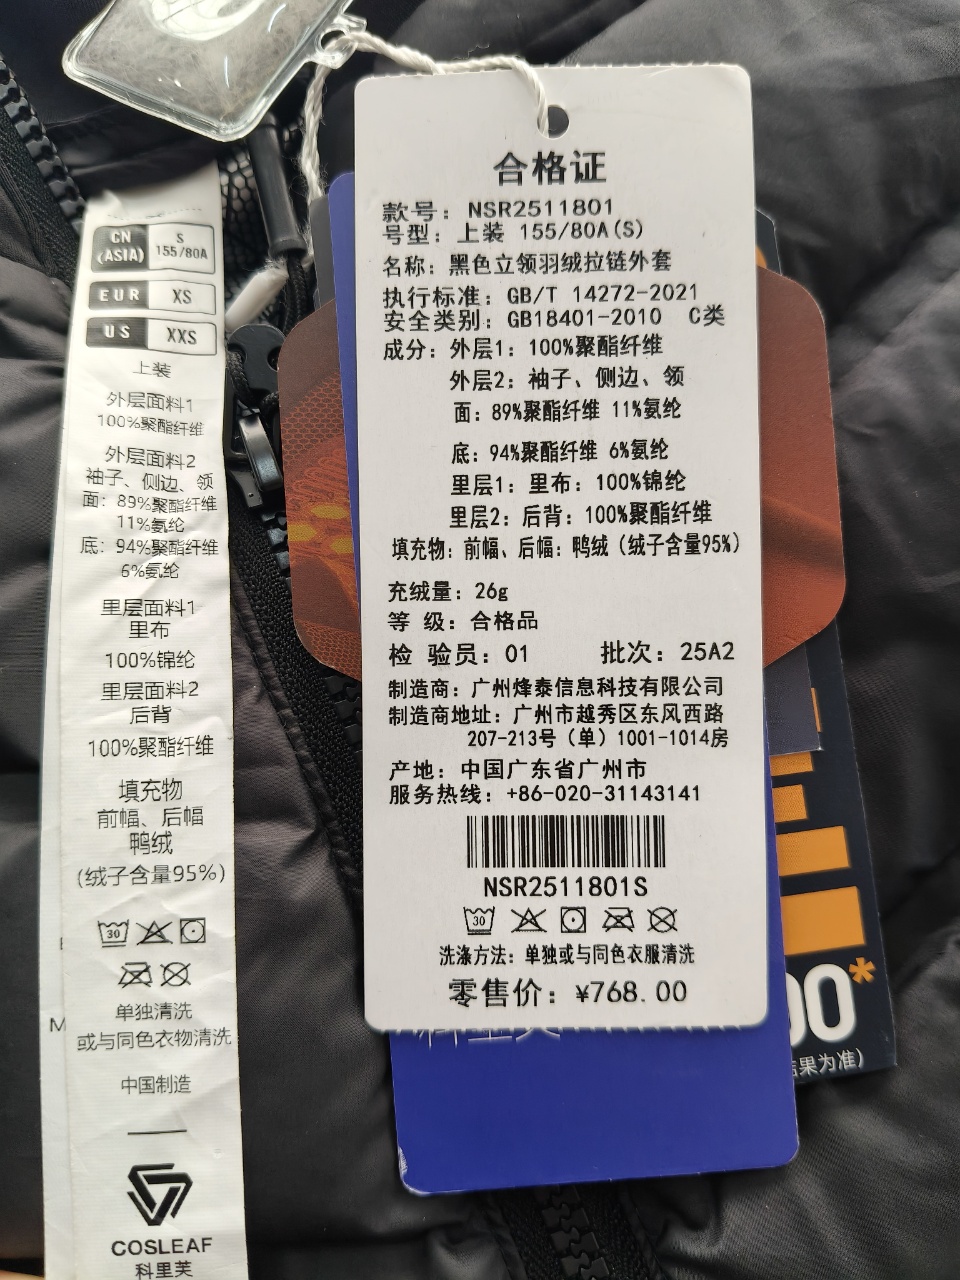 合格证
款号：NSR2511801
号型：上装 155/80A(S)
名称：黑色立领羽绒拉链外套
执行标准：GB/T 14272-2021
安全类别：GB18401-2010 C类
成分：外层1：100%聚酯纤维
外层2：袖子、侧边、领
面：89%聚酯纤维 11%氨纶
底：94%聚酯纤维 6%氨纶
里层1：里布：100%锦纶
里层2：后背：100%聚酯纤维
填充物：前幅、后幅：鸭绒（绒子含量95%）
充绒量：26g
等 级：合格品
检 验员：01 批次：25A2
制造商：广州烽泰信息科技有限公司
制造商地址：广州市越秀区东风西路
207-213号（单）1001-1014房
产地：中国广东省广州市
服务热线：+86-020-31143141
NSR2511801S
30
洗涤方法：单独或与同色衣服清洗
零售价：¥768.00
CN (ASIA) S 155/80A
EUR XS
US XXS
上装
外层面料1
100%聚酯纤维
外层面料2
袖子、侧边、领
面：89%聚酯纤维
11%氨纶
底：94%聚酯纤维
6%氨纶
里层面料1
里布
100%锦纶
里层面料2
后背
100%聚酯纤维
填充物
前幅、后幅
鸭绒
(绒子含量95%)
30
单独清洗
或与同色衣物清洗
中国制造
COSLEAF
科里芙
00*
结果为准)